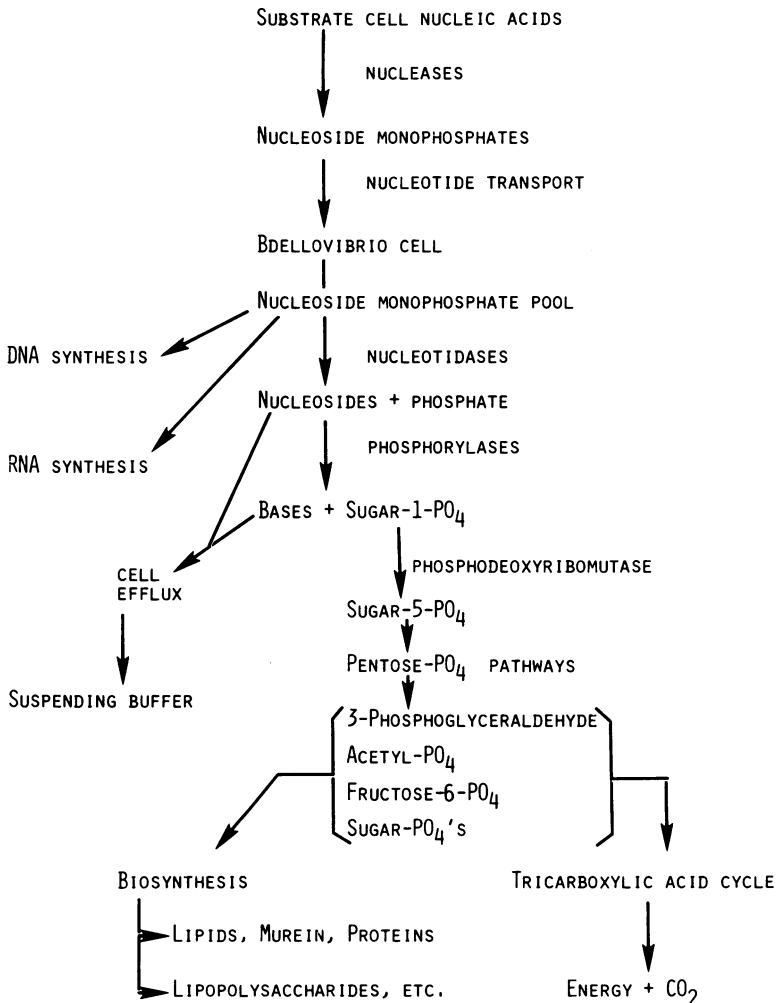 SUBSTRATE CELL NUCLEIC ACIDS
NUCLEASES
NUCLEOSIDE MONOPHOSPHATES
NUCLEOTIDE TRANSPORT
BDELLOVIBRIO CELL
NUCLEOSIDE MONOPHOSPHATE POOL
DNA SYNTHESIS
NUCLEOTIDASES
NUCLEOSIDES + PHOSPHATE
RNA SYNTHESIS
PHOSPHORYLASES
BASES + SUGAR-1-PO4
CELL
EFFLUX
PHOSPHODEOXYRIBOMUTASE
SUGAR-5-PO4
PENTOSE-PO4 PATHWAYS
SUSPENDING BUFFER
3-PHOSPHOGLYCERALDEHYDE
ACETYL-PO4
FRUCTOSE-6-PO4
SUGAR-PO4'S
BIOSYNTHESIS
TRICARBOXYLIC ACID CYCLE
LIPIDS, MUREIN, PROTEINS
LIPOPOLYSACCHARIDES, ETC.
ENERGY + CO2